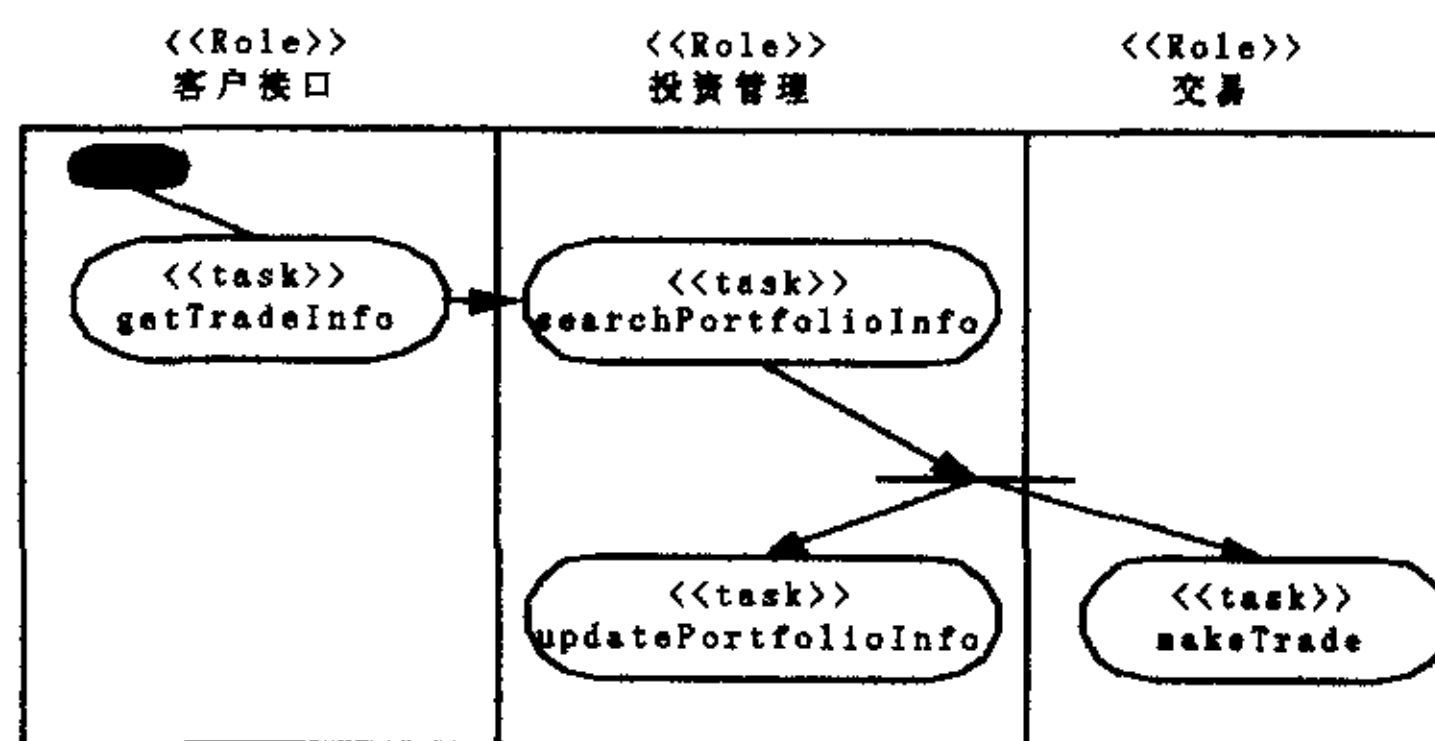 <<Role>>
客户接口
<<Role>>
投资管理
<<Role>>
交易
<<task>>
getTradeInfo
<<task>>
searchPortfolioInfo
<<task>>
updatePortfolioInfo
<<task>>
makeTrade